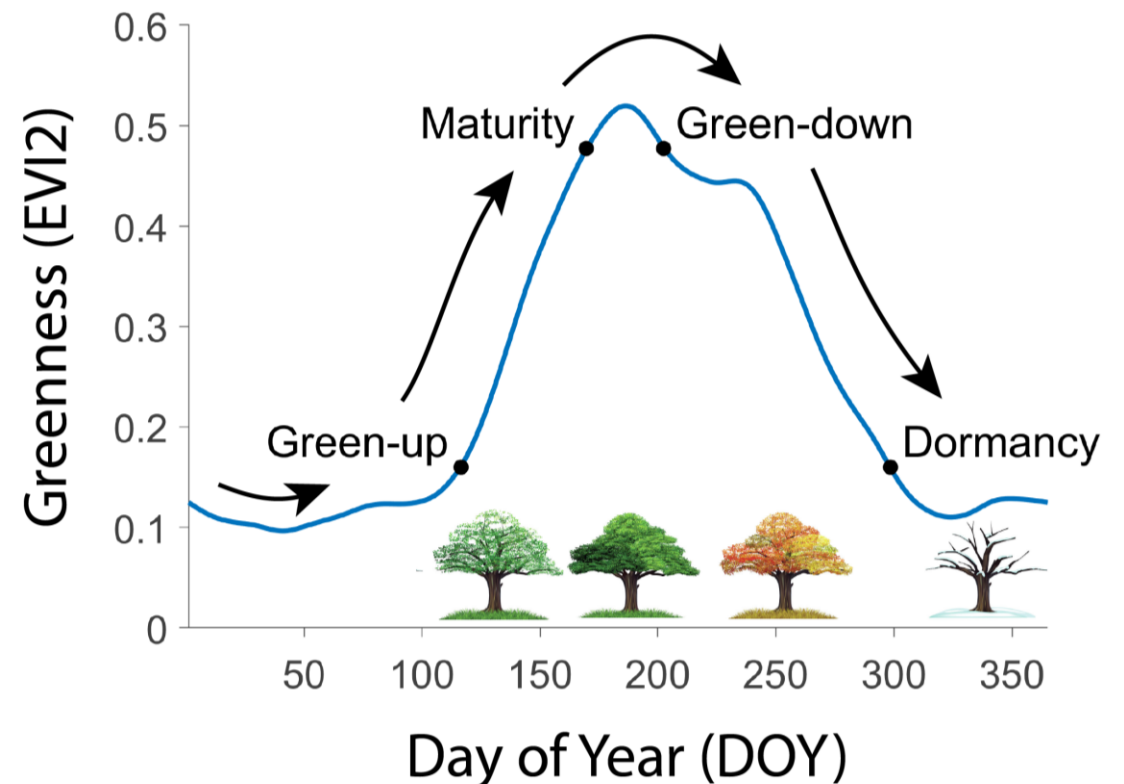 Greenness (EVI2)
0.6
0.5
0.4
0.3
0.2
0.1
0
Maturity
Green-down
Green-up
Dormancy
50 100 150 200 250 300 350
Day of Year (DOY)